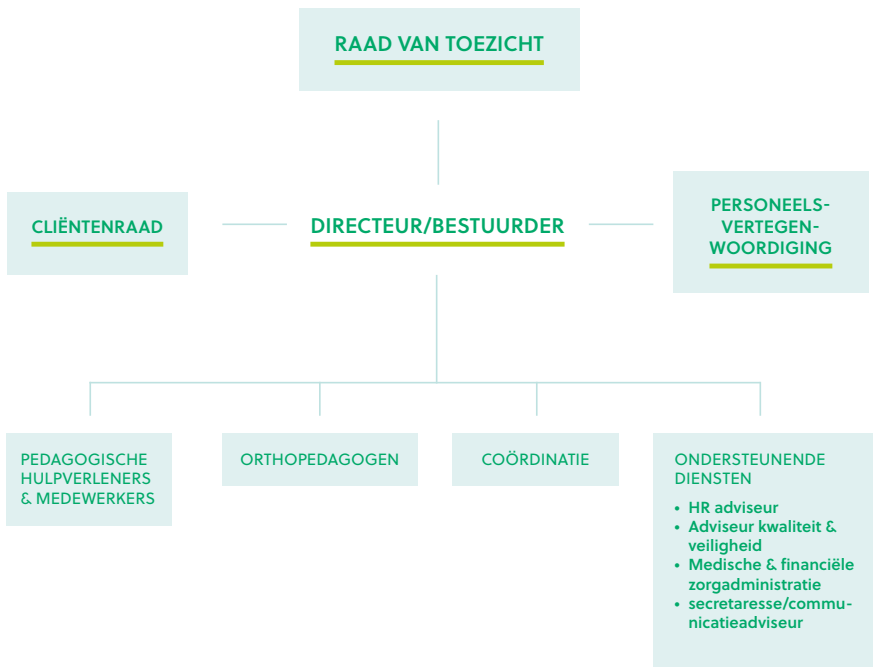 RAAD VAN TOEZICHT
CLIËNTENRAAD
DIRECTEUR/BESTUURDER
PERSONEELS-
VERTEGEN-
WOORDIGING
PEDAGOGISCHE
HULPVERLENERS
& MEDEWERKERS
ORTHOPEDAGOGEN
COÖRDINATIE
ONDERSTEUNENDE
DIENSTEN
• HR adviseur
• Adviseur kwaliteit &
veiligheid
• Medische & financiële
zorgadministratie
• secretaresse/commu-
nicatieadviseur